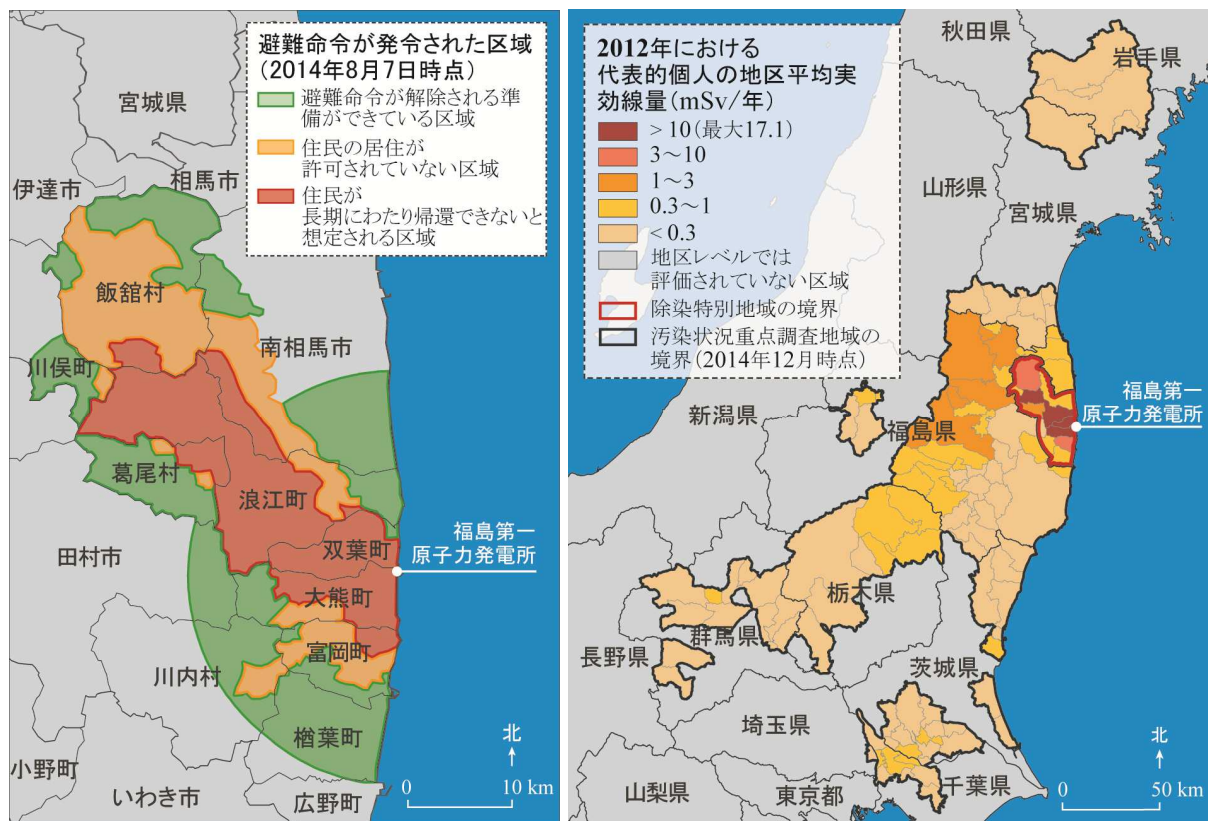 避難命令が発令された区域
(2014年8月7日時点)
避難命令が解除される準
備ができている区域
住民の居住が
許可されていない区域
住民が
長期にわたり帰還できないと
想定される区域
宮城県
伊達市
相馬市
飯舘村
川俣町
南相馬市
葛尾村
浪江町
田村市
双葉町
福島第一
原子力発電所
大熊町
富岡町
川内村
楢葉町
小野町
いわき市
広野町
北
0 10 km
2012年における
代表的個人の地区平均実
効線量(mSv/年)
> 10(最大17.1)
3～10
1～3
0.3～1
< 0.3
地区レベルでは
評価されていない区域
除染特別地域の境界
汚染状況重点調査地域の
境界(2014年12月時点)
秋田県
岩手県
山形県
宮城県
新潟県
福島県
福島第一
原子力発電所
栃木県
群馬県
長野県
茨城県
埼玉県
山梨県
東京都
千葉県
北
0 50 km